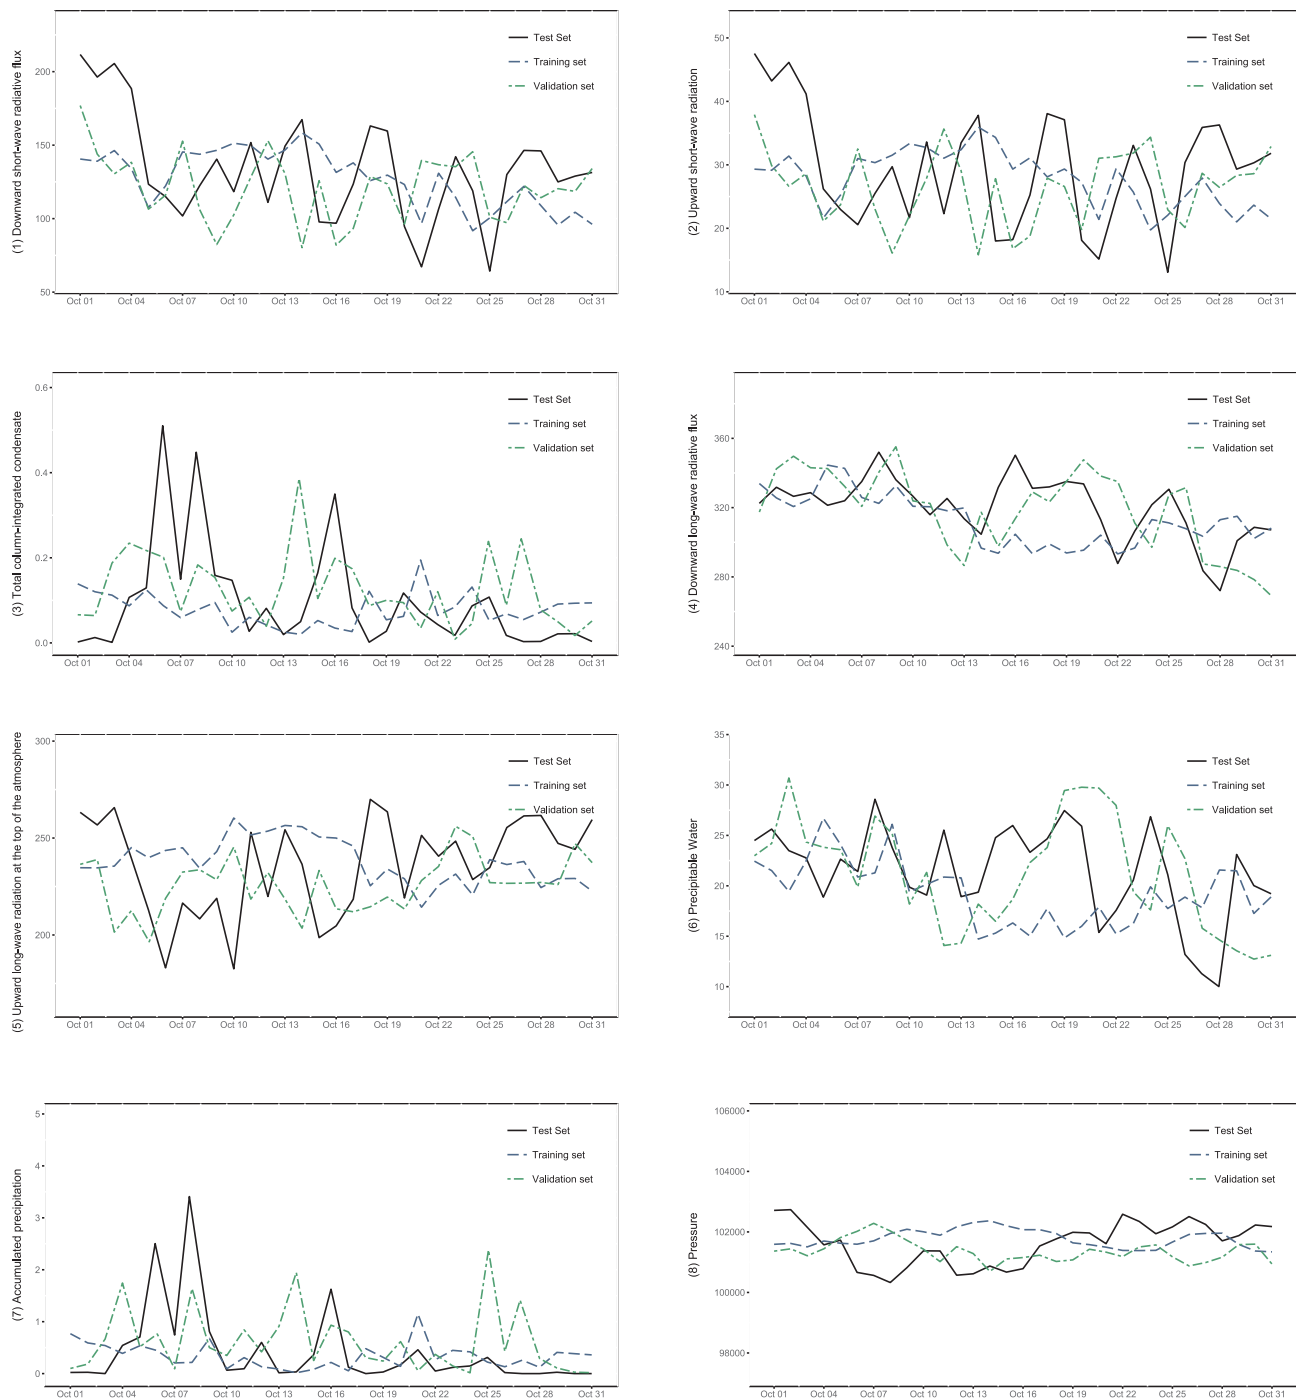 (1) Downward short-wave radiative flux
200
150
100
50
Test Set
Training set
Validation set
Oct 01 Oct 04 Oct 07 Oct 10 Oct 13 Oct 16 Oct 19 Oct 22 Oct 25 Oct 28 Oct 31
(2) Upward short-wave radiation
50
40
30
20
10
Test Set
Training set
Validation set
Oct 01 Oct 04 Oct 07 Oct 10 Oct 13 Oct 16 Oct 19 Oct 22 Oct 25 Oct 28 Oct 31
(3) Total column-integrated condensate
0.6
0.4
0.2
0.0
Test Set
Training set
Validation set
Oct 01 Oct 04 Oct 07 Oct 10 Oct 13 Oct 16 Oct 19 Oct 22 Oct 25 Oct 28 Oct 31
(4) Downward long-wave radiative flux
360
320
280
240
Test Set
Training set
Validation set
Oct 01 Oct 04 Oct 07 Oct 10 Oct 13 Oct 16 Oct 19 Oct 22 Oct 25 Oct 28 Oct 31
(5) Upward long-wave radiation at the top of the atmosphere
300
250
200
Test Set
Training set
Validation set
Oct 01 Oct 04 Oct 07 Oct 10 Oct 13 Oct 16 Oct 19 Oct 22 Oct 25 Oct 28 Oct 31
(6) Precipitable Water
35
30
25
20
15
10
Test Set
Training set
Validation set
Oct 01 Oct 04 Oct 07 Oct 10 Oct 13 Oct 16 Oct 19 Oct 22 Oct 25 Oct 28 Oct 31
(7) Accumulated precipitation
5
4
3
2
1
0
Test Set
Training set
Validation set
Oct 01 Oct 04 Oct 07 Oct 10 Oct 13 Oct 16 Oct 19 Oct 22 Oct 25 Oct 28 Oct 31
(8) Pressure
106000
104000
102000
100000
98000
Test Set
Training set
Validation set
Oct 01 Oct 04 Oct 07 Oct 10 Oct 13 Oct 16 Oct 19 Oct 22 Oct 25 Oct 28 Oct 31